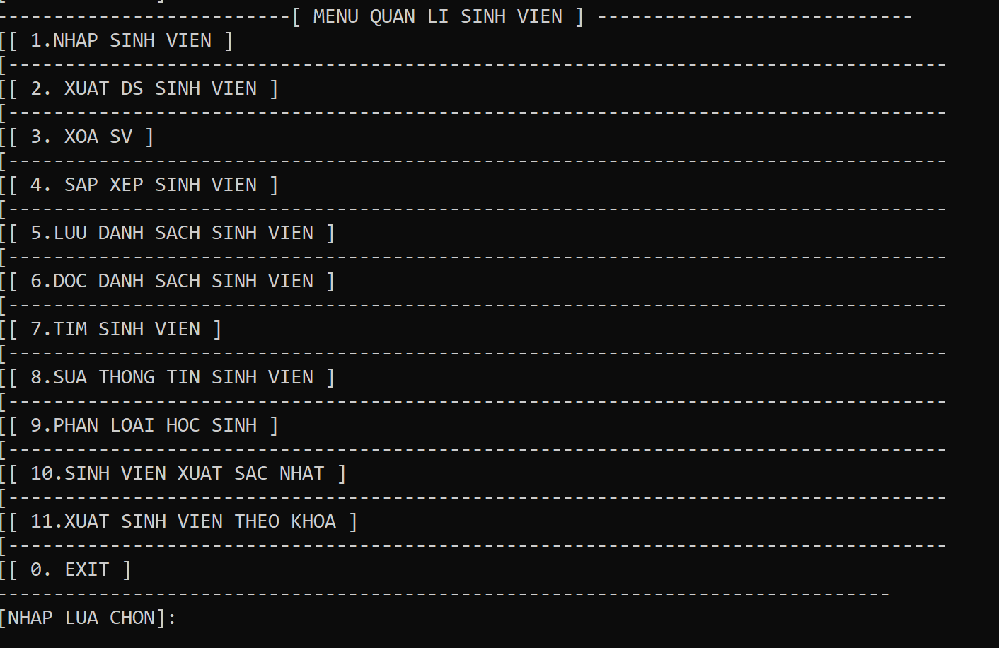 --------------------------[ MENU QUAN LI SINH VIEN ] ----------------------------
[[ 1.NHAP SINH VIEN ]
[-----------------------------------------------------------------------------------
[[ 2. XUAT DS SINH VIEN ]
[-----------------------------------------------------------------------------------
[[ 3. XOA SV ]
[-----------------------------------------------------------------------------------
[[ 4. SAP XEP SINH VIEN ]
[-----------------------------------------------------------------------------------
[[ 5.LUU DANH SACH SINH VIEN ]
[-----------------------------------------------------------------------------------
[[ 6.DOC DANH SACH SINH VIEN ]
[-----------------------------------------------------------------------------------
[[ 7.TIM SINH VIEN ]
[-----------------------------------------------------------------------------------
[[ 8.SUA THONG TIN SINH VIEN ]
[-----------------------------------------------------------------------------------
[[ 9.PHAN LOAI HOC SINH ]
[-----------------------------------------------------------------------------------
[[ 10.SINH VIEN XUAT SAC NHAT ]
[-----------------------------------------------------------------------------------
[[ 11.XUAT SINH VIEN THEO KHOA ]
[-----------------------------------------------------------------------------------
[[ 0. EXIT ]
-------------------------------------------------------------------------------
[NHAP LUA CHON]: